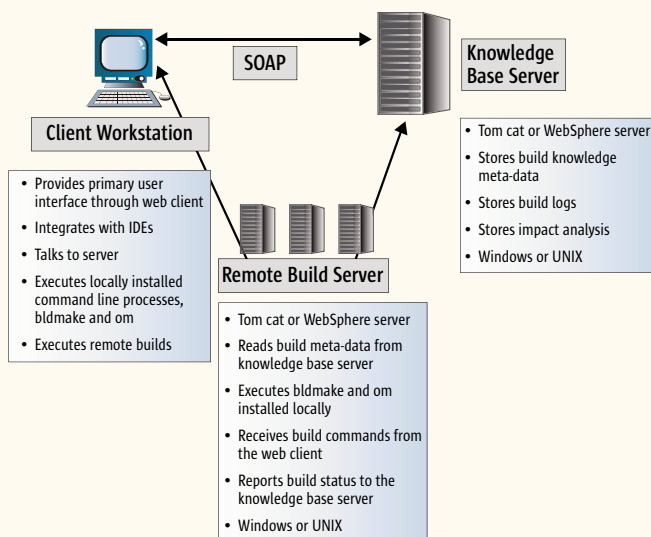 SOAP
Knowledge
Base Server
Client Workstation
• Tom cat or WebSphere server
• Stores build knowledge
meta-data
• Stores build logs
• Stores impact analysis
• Windows or UNIX
• Provides primary user
interface through web client
• Integrates with IDEs
• Talks to server
• Executes locally installed
command line processes,
bldmake and om
• Executes remote builds
Remote Build Server
• Tom cat or WebSphere server
• Reads build meta-data from
knowledge base server
• Executes bldmake and om
installed locally
• Receives build commands from
the web client
• Reports build status to the
knowledge base server
• Windows or UNIX